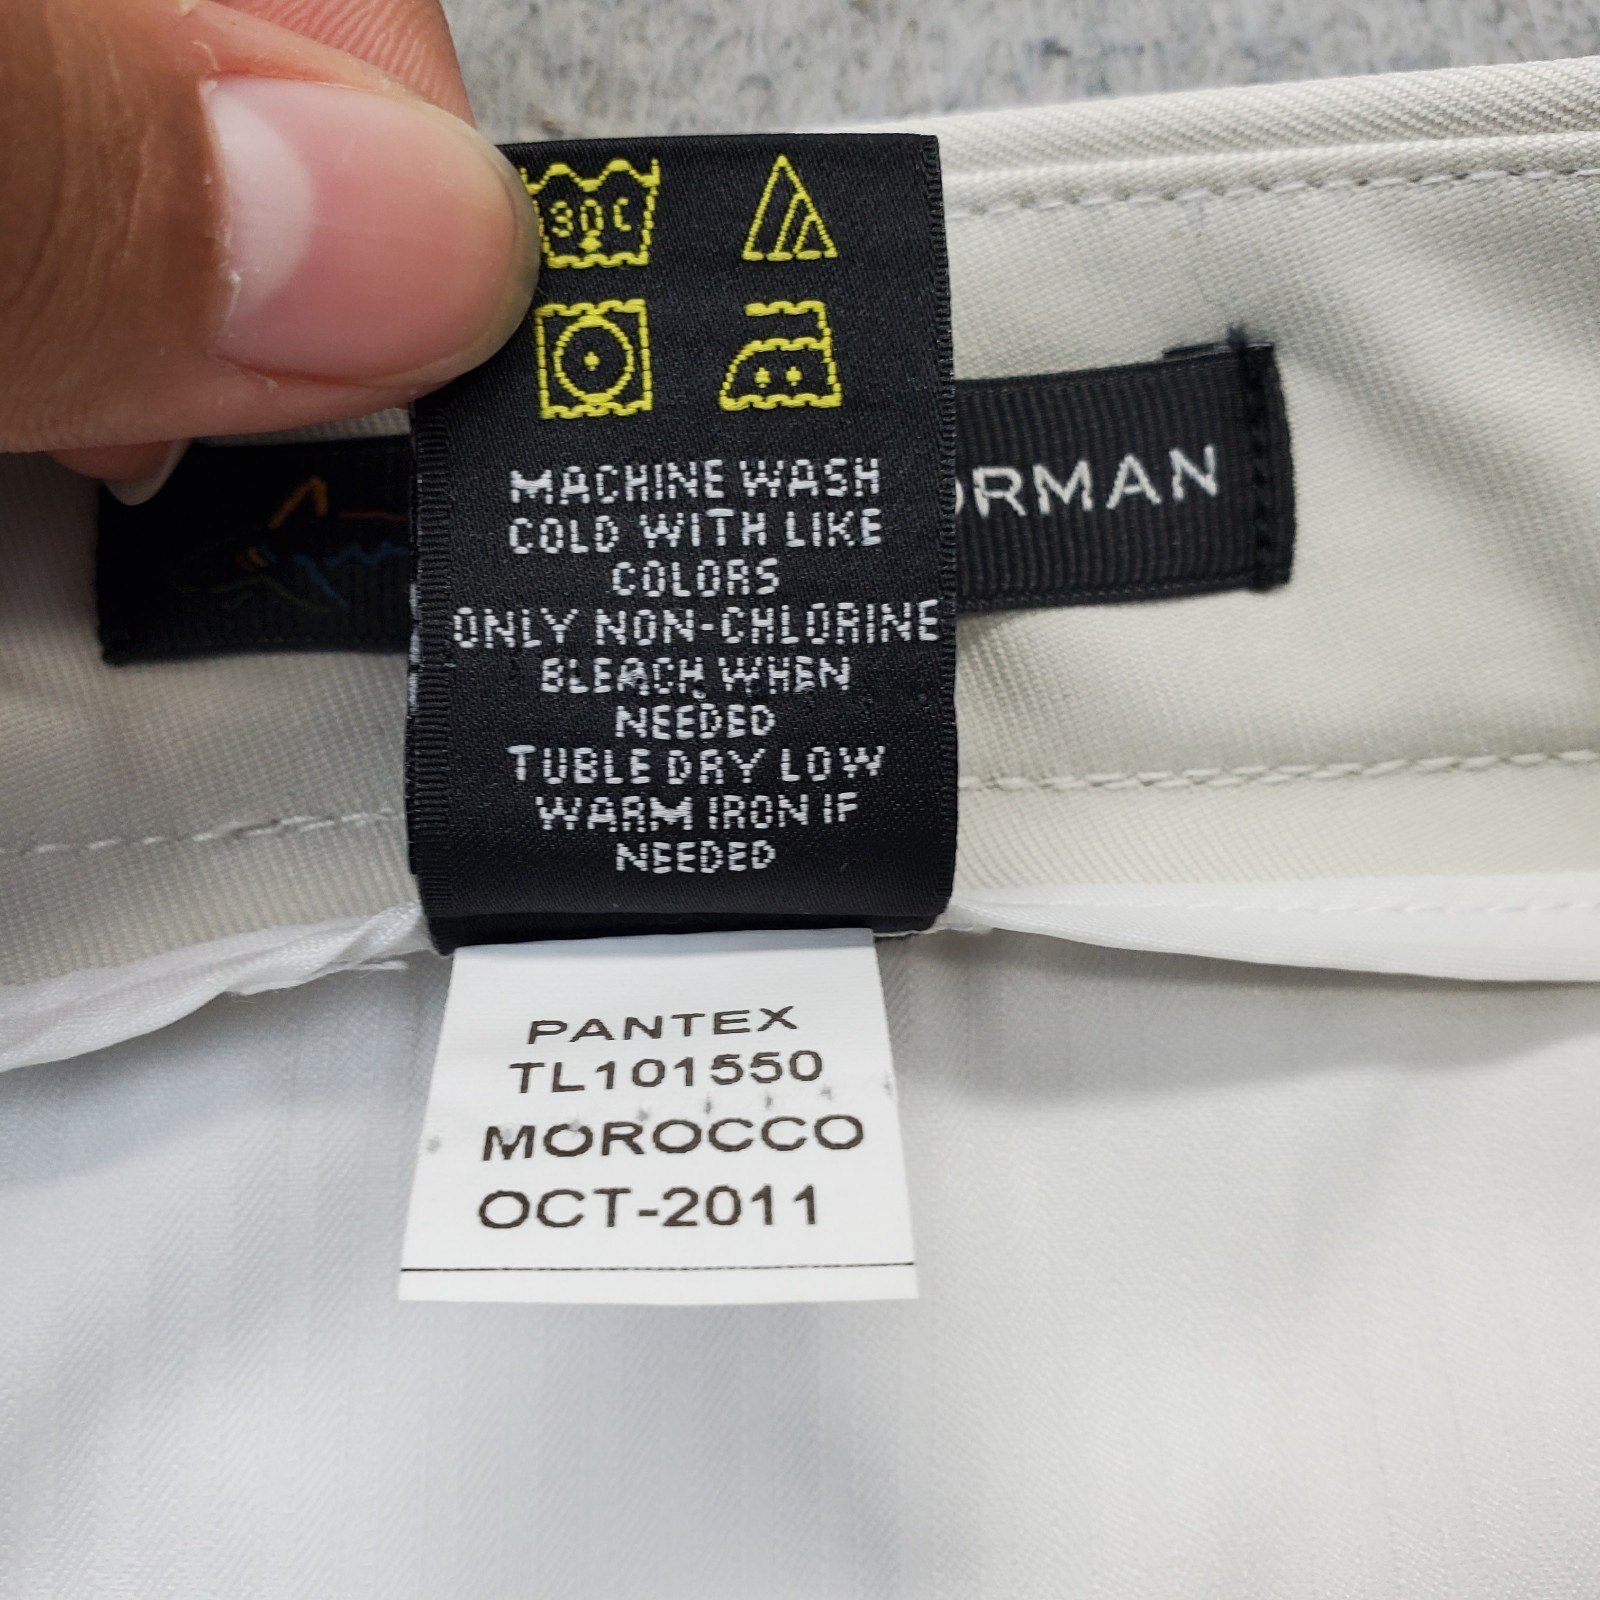 30C
MACHINE WASH
COLD WITH LIKE
COLORS
ONLY NON-CHLORINE
BLEACH WHEN
NEEDED
TUBLE DRY LOW
WARM IRON IF
NEEDED
ORMAN
PANTEX
TL101550
MOROCCO
OCT-2011